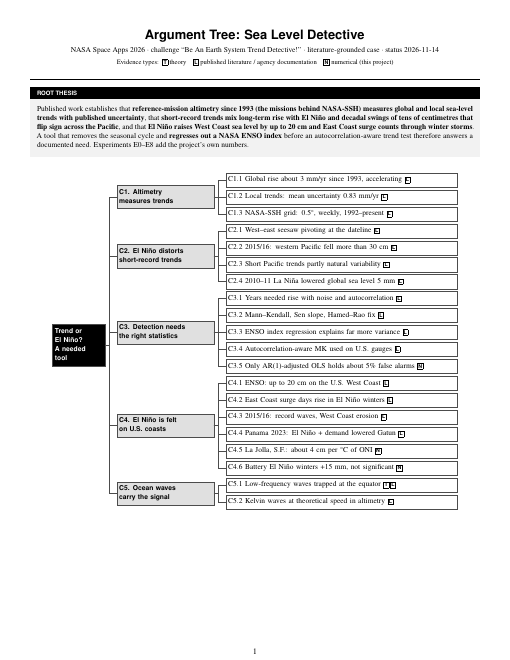 Argument Tree: Sea Level Detective
NASA Space Apps 2026 · challenge “Be An Earth System Trend Detective!” · literature-grounded case · status 2026-11-14
Evidence types: T theory L published literature / agency documentation N numerical (this project)
ROOT THESIS
Published work establishes that reference-mission altimetry since 1993 (the missions behind NASA-SSH) measures global and local sea-level
trends with published uncertainty, that short-record trends mix long-term rise with El Niño and decadal swings of tens of centimetres that
flip sign across the Pacific, and that El Niño raises West Coast sea level by up to 20 cm and East Coast surge counts through winter storms.
A tool that removes the seasonal cycle and regresses out a NASA ENSO index before an autocorrelation-aware trend test therefore answers a
documented need. Experiments E0–E8 add the project's own numbers.
Trend or
El Niño?
A needed
tool
C1. Altimetry
measures trends
C1.1 Global rise about 3 mm/yr since 1993, accelerating L
C1.2 Local trends: mean uncertainty 0.83 mm/yr L
C1.3 NASA-SSH grid: 0.5°, weekly, 1992–present L
C2. El Niño distorts
short-record trends
C2.1 West–east seesaw pivoting at the dateline L
C2.2 2015/16: western Pacific fell more than 30 cm L
C2.3 Short Pacific trends partly natural variability L
C2.4 2010–11 La Niña lowered global sea level 5 mm L
C3. Detection needs
the right statistics
C3.1 Years needed rise with noise and autocorrelation L
C3.2 Mann–Kendall, Sen slope, Hamed–Rao fix L
C3.3 ENSO index regression explains far more variance L
C3.4 Autocorrelation-aware MK used on U.S. gauges L
C3.5 Only AR(1)-adjusted OLS holds about 5% false alarms N
C4. El Niño is felt
on U.S. coasts
C4.1 ENSO: up to 20 cm on the U.S. West Coast L
C4.2 East Coast surge days rise in El Niño winters L
C4.3 2015/16: record waves, West Coast erosion L
C4.4 Panama 2023: El Niño + demand lowered Gatun L
C4.5 La Jolla, S.F.: about 4 cm per °C of ONI N
C4.6 Battery El Niño winters +15 mm, not significant N
C5. Ocean waves
carry the signal
C5.1 Low-frequency waves trapped at the equator T L
C5.2 Kelvin waves at theoretical speed in altimetry L
1